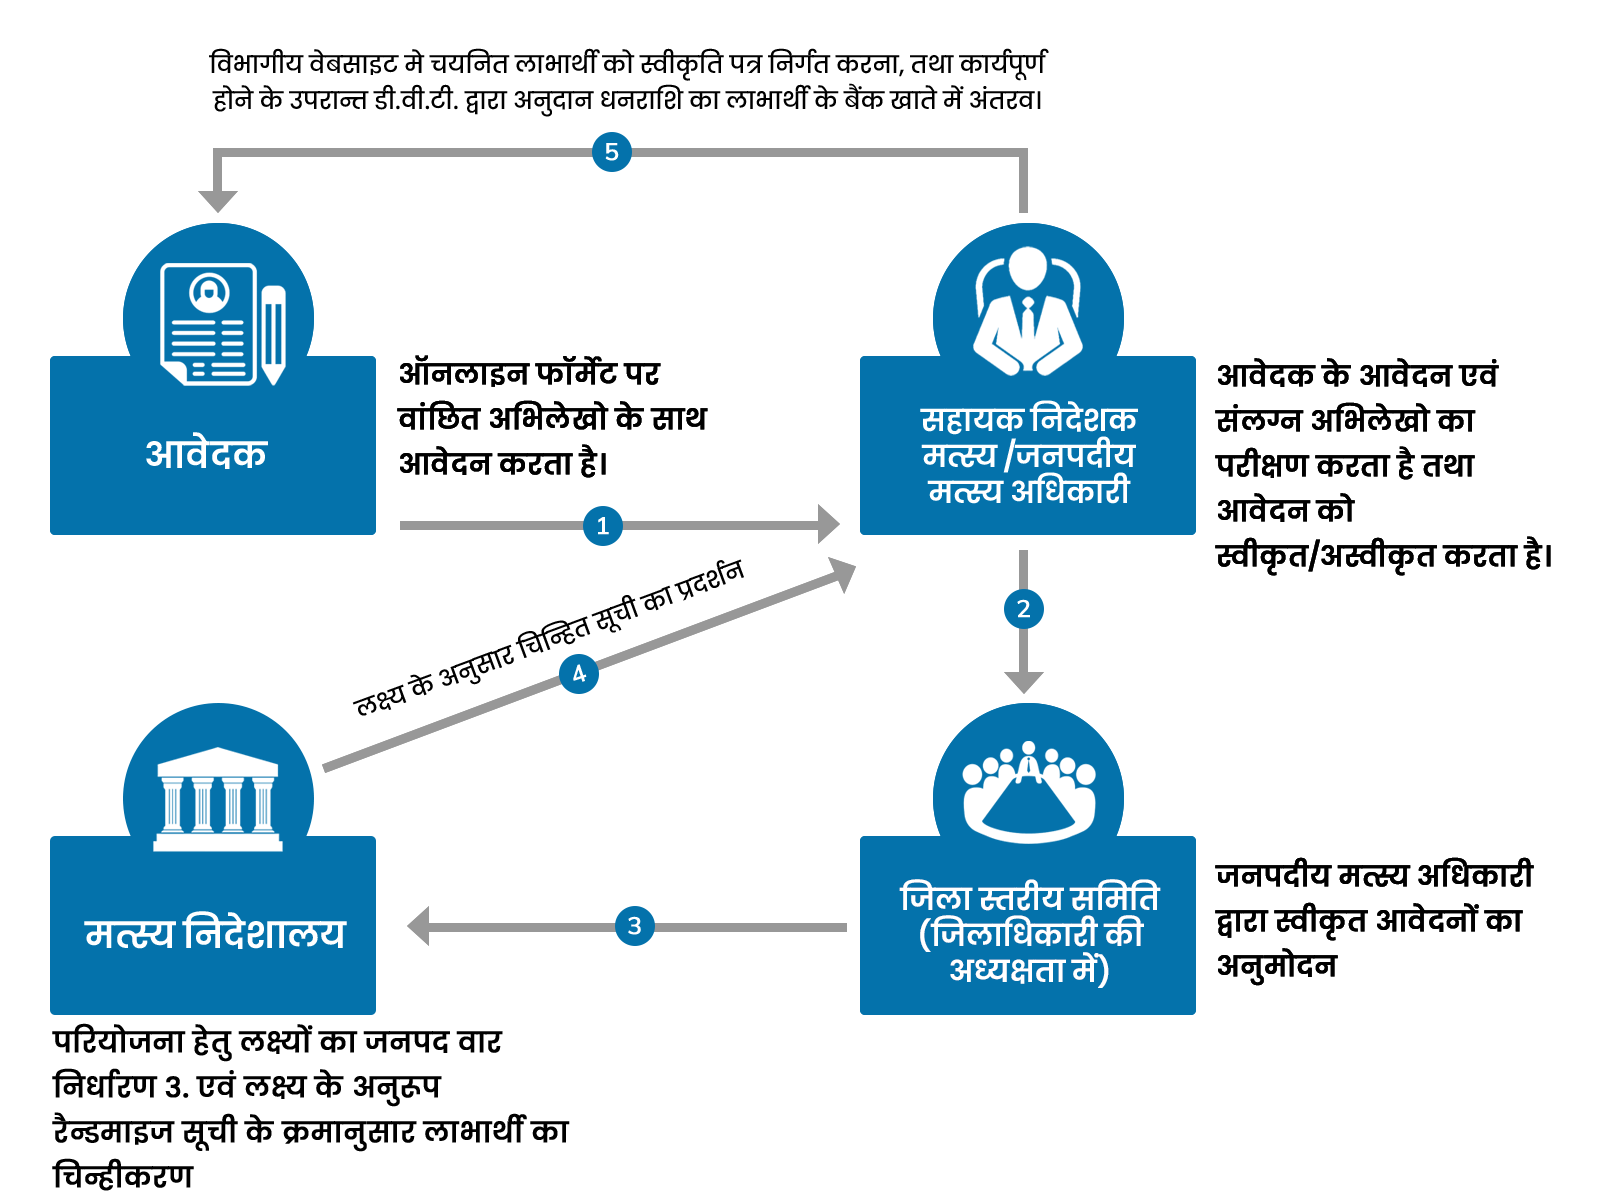 विभागीय वेबसाइट मे चयनित लाभार्थी को स्वीकृति पत्र निर्गत करना, तथा कार्यपूर्ण
होने के उपरान्त डी.वी.टी. द्वारा अनुदान धनराशि का लाभार्थी के बैंक खाते में अंतरव।
5
आवेदक
ऑनलाइन फॉर्मेट पर
वांछित अभिलेखो के साथ
आवेदन करता है।
1
सहायक निदेशक
मत्स्य /जनपदीय
मत्स्य अधिकारी
आवेदक के आवेदन एवं
संलग्न अभिलेखो का
परीक्षण करता है तथा
आवेदन को
स्वीकृत/अस्वीकृत करता है।
2
लक्ष्य के अनुसार चिन्हित सूची का प्रदर्शन
4
मत्स्य निदेशालय
3
जिला स्तरीय समिति
(जिलाधिकारी की
अध्यक्षता में)
जनपदीय मत्स्य अधिकारी
द्वारा स्वीकृत आवेदनों का
अनुमोदन
परियोजना हेतु लक्ष्यों का जनपद वार
निर्धारण 3. एवं लक्ष्य के अनुरूप
रैन्डमाइज सूची के क्रमानुसार लाभार्थी का
चिन्हीकरण